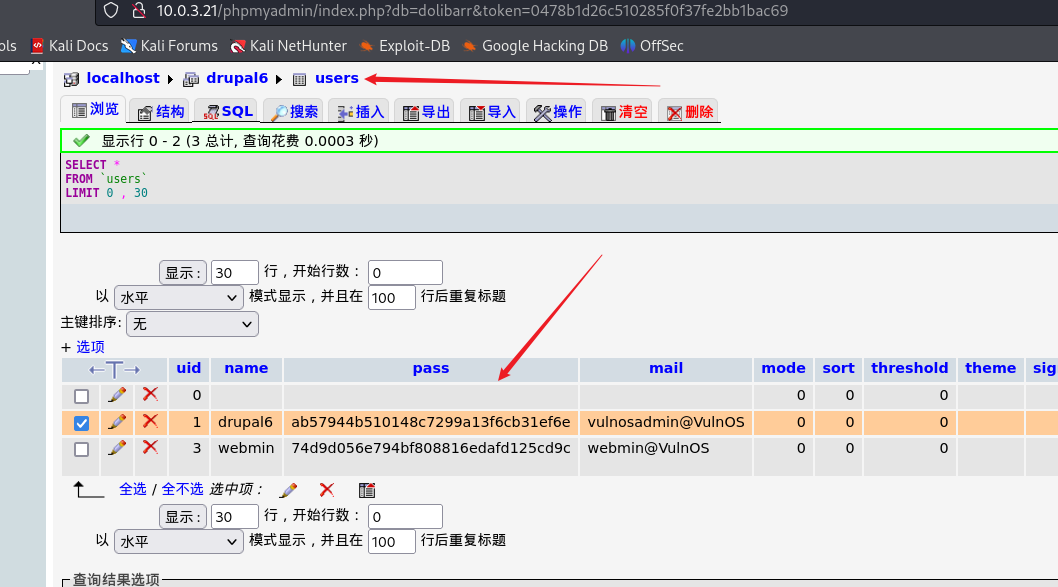 10.0.3.21/phpmyadmin/index.php?db=dolibarr&token=0478b1d26c510285f0f37fe2bb1bac69
ols Kali Docs Kali Forums Kali NetHunter Exploit-DB Google Hacking DB OffSec
localhost drupal6 users
浏览 结构 SQL 搜索 插入 导出 导入 操作 清空 删除
显示行 0 - 2 (3 总计, 查询花费 0.0003 秒)
SELECT *
FROM `users`
LIMIT 0 , 30
显示 : 30 行，开始行数： 0
以 水平 模式显示，并且在 100 行后重复标题
主键排序: 无
+ 选项
←T→ uid name pass mail mode sort threshold theme sig
0 0 0 0
1 drupal6 ab57944b510148c7299a13f6cb31ef6e vulnosadmin@VulnOS 0 0 0
3 webmin 74d9d056e794bf808816edafd125cd9c webmin@VulnOS 0 0 0
全选 / 全不选 选中项：
显示 : 30 行，开始行数： 0
以 水平 模式显示，并且在 100 行后重复标题
查询结果选项